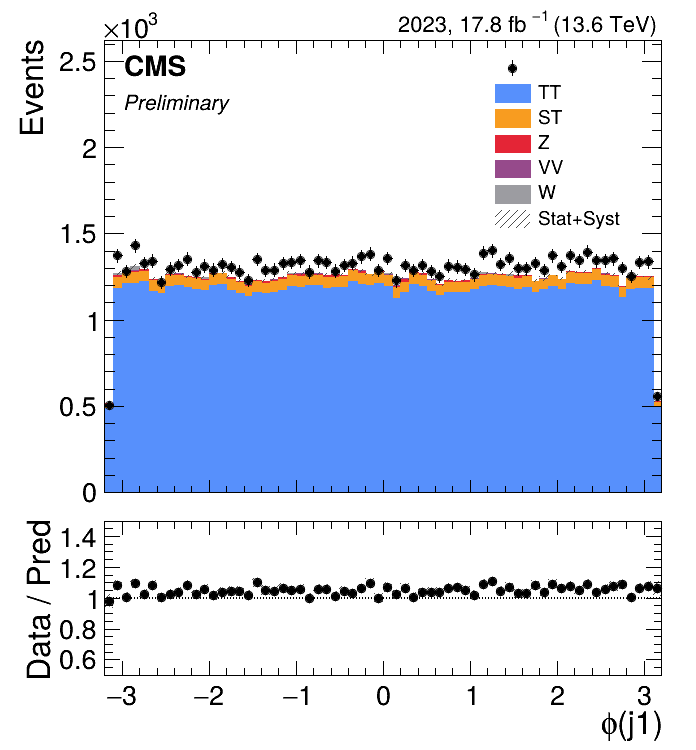 ×10³
2023, 17.8 fb⁻¹ (13.6 TeV)
Events
CMS
Preliminary
TT
ST
Z
VV
W
Stat+Syst
2.5
2
1.5
1
0.5
0
Data / Pred
1.4
1.2
1
0.8
0.6
−3 −2 −1 0 1 2 3
ϕ(j1)